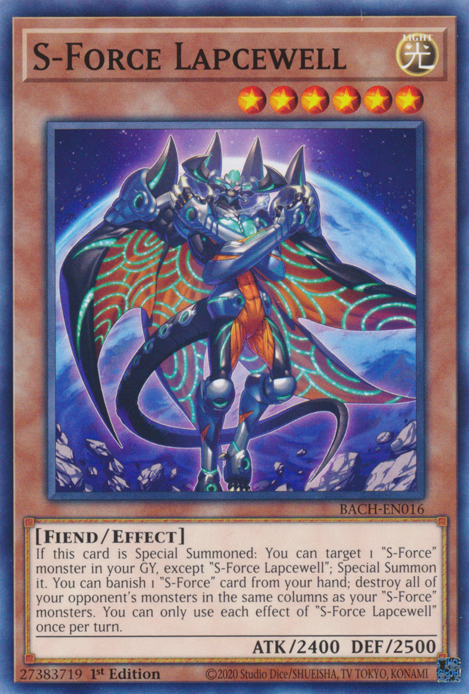 S-Force Lapcewell
LIGHT
光
BACH-EN016
[Fiend/Effect]
If this card is Special Summoned: You can target 1 "S-Force"
monster in your GY, except "S-Force Lapcewell"; Special Summon
it. You can banish 1 "S-Force" card from your hand; destroy all of
your opponent's monsters in the same columns as your "S-Force"
monsters. You can only use each effect of "S-Force Lapcewell"
once per turn.
ATK/2400 DEF/2500
27383719 1st Edition ©2020 Studio Dice/SHUEISHA, TV TOKYO, KONAMI